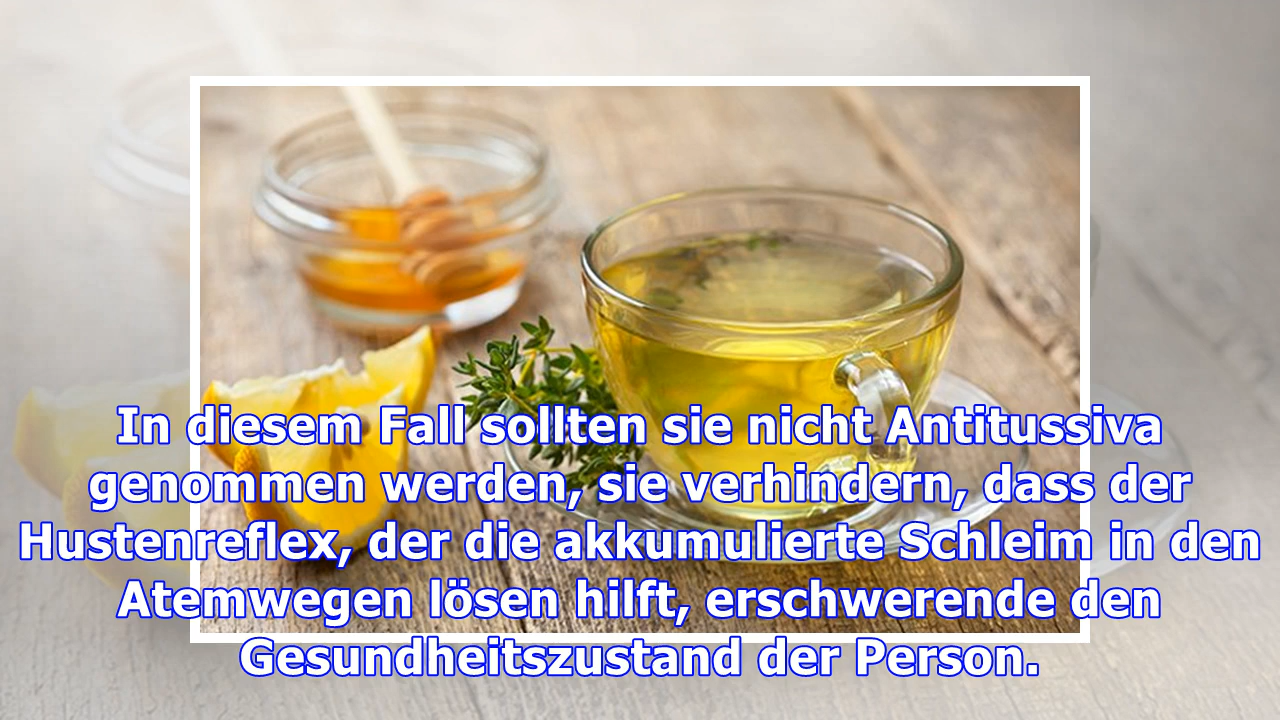 In diesem Fall sollten sie nicht Antitussiva
genommen werden, sie verhindern, dass der
Hustenreflex, der die akkumulierte Schleim in den
Atemwegen lösen hilft, erschwerende den
Gesundheitszustand der Person.